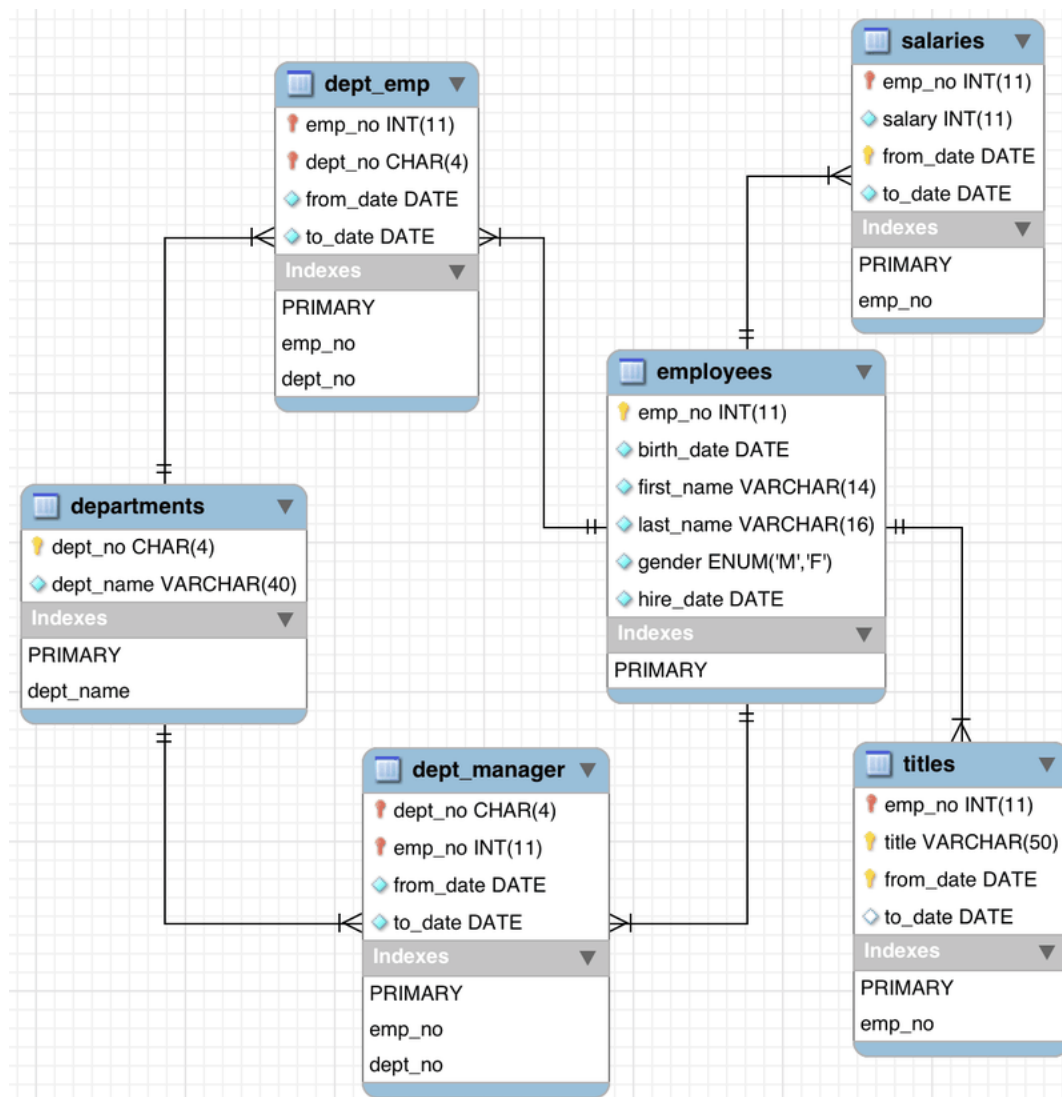 dept_emp
emp_no INT(11)
dept_no CHAR(4)
from_date DATE
to_date DATE
Indexes
PRIMARY
emp_no
dept_no
salaries
emp_no INT(11)
salary INT(11)
from_date DATE
to_date DATE
Indexes
PRIMARY
emp_no
departments
dept_no CHAR(4)
dept_name VARCHAR(40)
Indexes
PRIMARY
dept_name
employees
emp_no INT(11)
birth_date DATE
first_name VARCHAR(14)
last_name VARCHAR(16)
gender ENUM('M','F')
hire_date DATE
Indexes
PRIMARY
dept_manager
dept_no CHAR(4)
emp_no INT(11)
from_date DATE
to_date DATE
Indexes
PRIMARY
emp_no
dept_no
titles
emp_no INT(11)
title VARCHAR(50)
from_date DATE
to_date DATE
Indexes
PRIMARY
emp_no